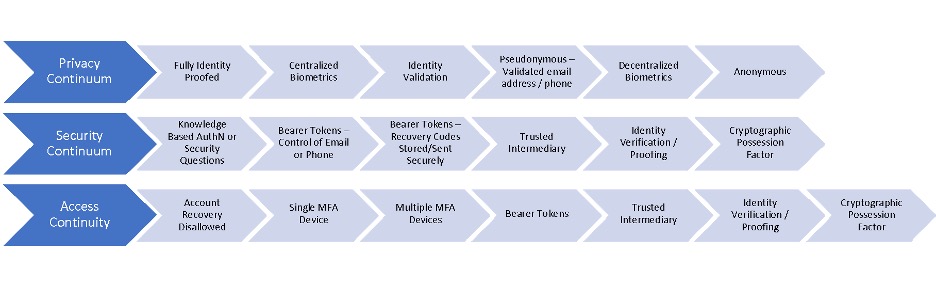 Privacy
Continuum
Fully Identity
Proofed
Centralized
Biometrics
Identity
Validation
Pseudonymous –
Validated email
address / phone
Decentralized
Biometrics
Anonymous
Security
Continuum
Knowledge
Based AuthN or
Security
Questions
Bearer Tokens –
Control of Email
or Phone
Bearer Tokens –
Recovery Codes
Stored/Sent
Securely
Trusted
Intermediary
Identity
Verification /
Proofing
Cryptographic
Possession
Factor
Access
Continuity
Account
Recovery
Disallowed
Single MFA
Device
Multiple MFA
Devices
Bearer Tokens
Trusted
Intermediary
Identity
Verification /
Proofing
Cryptographic
Possession
Factor